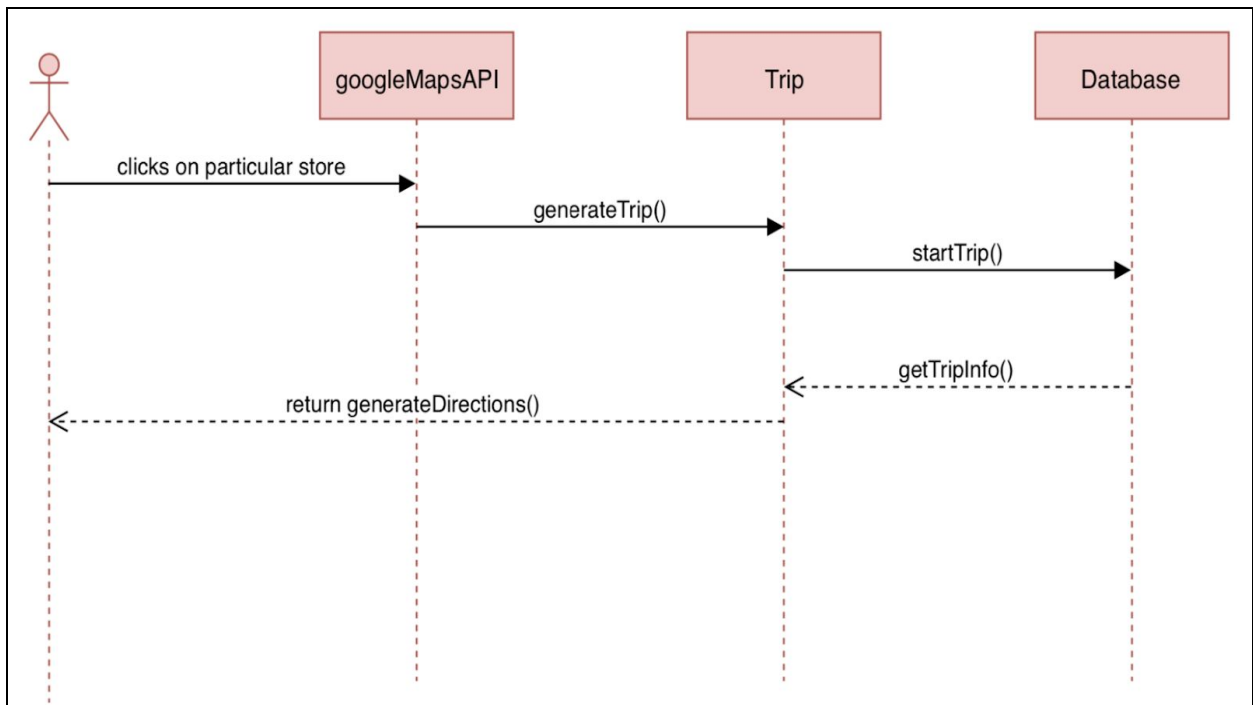 googleMapsAPI
Trip
Database
clicks on particular store
generateTrip()
startTrip()
getTripInfo()
return generateDirections()